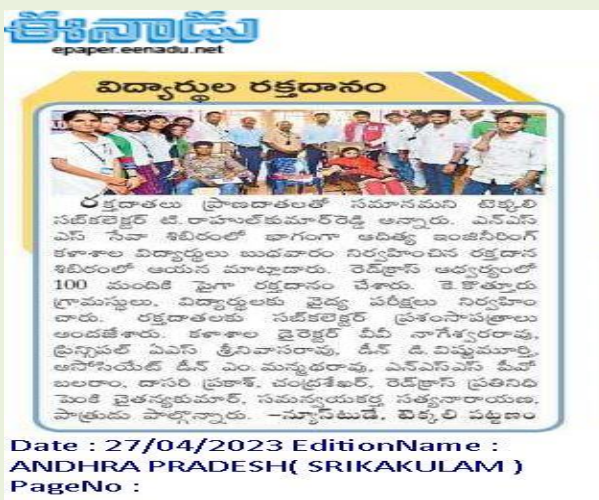 ఈనాడు
epaper.eenadu.net
విద్యార్థుల రక్తదానం
రక్తదాతలు ప్రాణదాతలతో సమానమని టెక్కలి
సబ్‌కలెక్టర్ టి.రాహుల్‌కుమార్‌రెడ్డి అన్నారు. ఎన్ఎస్
ఎస్ సేవా శిబిరంలో భాగంగా ఆదిత్య ఇంజినీరింగ్
కళాశాల విద్యార్థులు బుధవారం నిర్వహించిన రక్తదాన
శిబిరంలో ఆయన మాట్లాడారు. రెడ్‌క్రాస్ ఆధ్వర్యంలో
100 మందికి పైగా రక్తదానం చేశారు. కె.కొత్తూరు
గ్రామస్థులు, విద్యార్థులకు వైద్య పరీక్షలు నిర్వహిం
చారు. రక్తదాతలకు సబ్‌కలెక్టర్ ప్రశంసాపత్రాలు
అందజేశారు. కళాశాల డైరెక్టర్ వీవీ నాగేశ్వరరావు,
ప్రిన్సిపల్ ఏఎస్ శ్రీనివాసరావు, డీన్ డి.విష్ణుమూర్తి,
ఆసోసియేట్ డీన్ ఎం.మన్మథరావు, ఎన్ఎస్ఎస్ పీవో
బలరాం, దాసరి ప్రకాశ్, చంద్రశేఖర్, రెడ్‌క్రాస్ ప్రతినిధి
పెంకి చైతన్యకుమార్, సమన్వయకర్త సత్యనారాయణ,
పాత్రుడు పాల్గొన్నారు. -న్యూస్‌టుడే, టెక్కలి పట్టణం
Date : 27/04/2023 EditionName :
ANDHRA PRADESH( SRIKAKULAM )
PageNo :